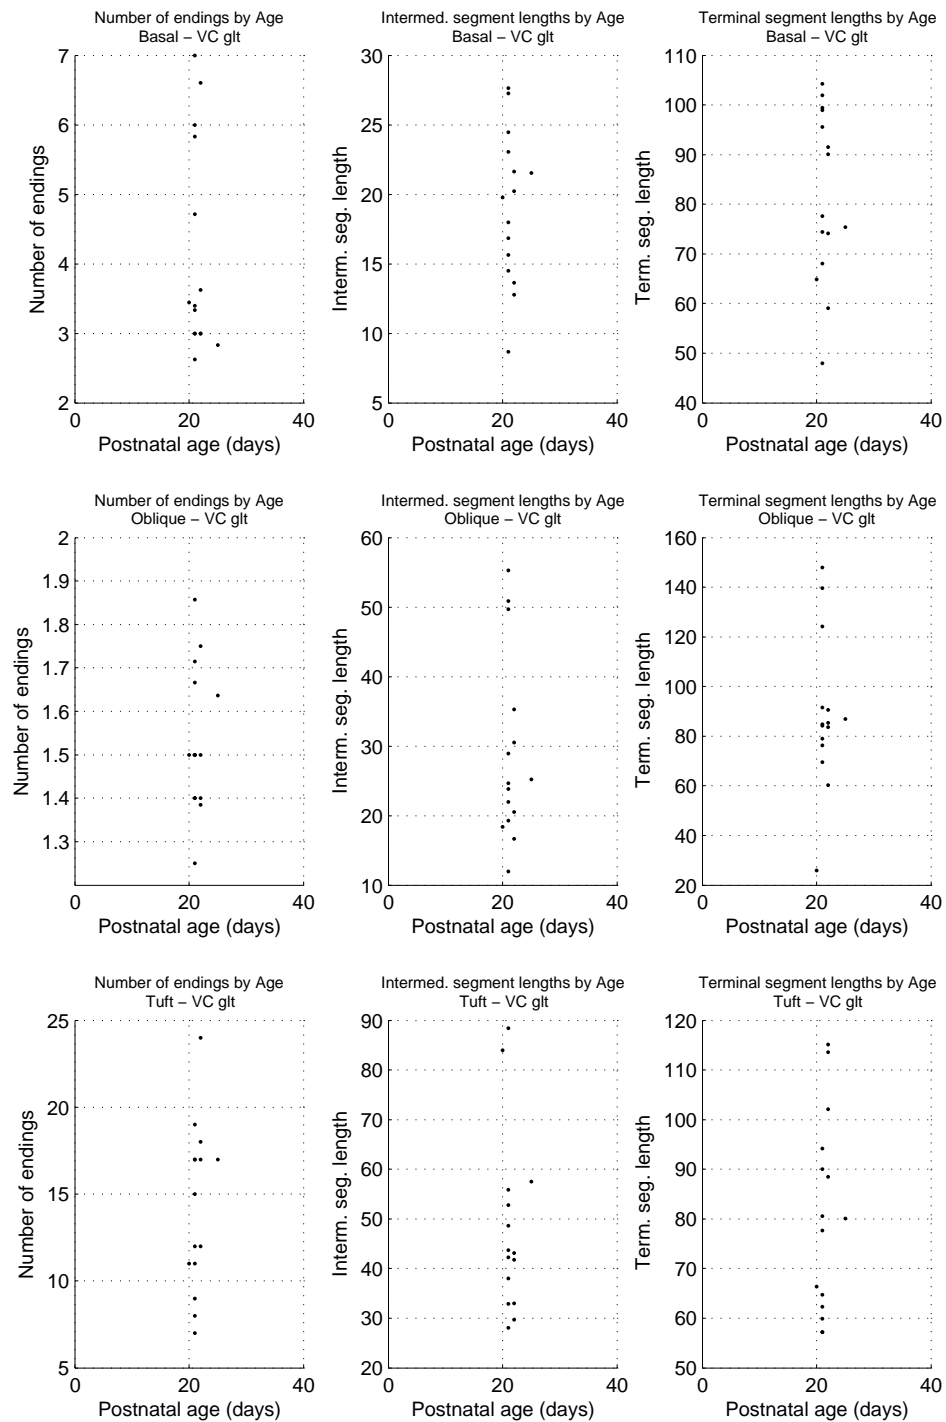 Number of endings by Age
Basal − VC glt
Number of endings
7
6
5
4
3
2
0
20
40
Postnatal age (days)
Intermed. segment lengths by Age
Basal − VC glt
Interm. seg. length
30
25
20
15
10
5
0
20
40
Postnatal age (days)
Terminal segment lengths by Age
Basal − VC glt
Term. seg. length
110
100
90
80
70
60
50
40
0
20
40
Postnatal age (days)
Number of endings by Age
Oblique − VC glt
Number of endings
2
1.9
1.8
1.7
1.6
1.5
1.4
1.3
0
20
40
Postnatal age (days)
Intermed. segment lengths by Age
Oblique − VC glt
Interm. seg. length
60
50
40
30
20
10
0
20
40
Postnatal age (days)
Terminal segment lengths by Age
Oblique − VC glt
Term. seg. length
160
140
120
100
80
60
40
20
0
20
40
Postnatal age (days)
Number of endings by Age
Tuft − VC glt
Number of endings
25
20
15
10
5
0
20
40
Postnatal age (days)
Intermed. segment lengths by Age
Tuft − VC glt
Interm. seg. length
90
80
70
60
50
40
30
20
0
20
40
Postnatal age (days)
Terminal segment lengths by Age
Tuft − VC glt
Term. seg. length
120
110
100
90
80
70
60
50
0
20
40
Postnatal age (days)